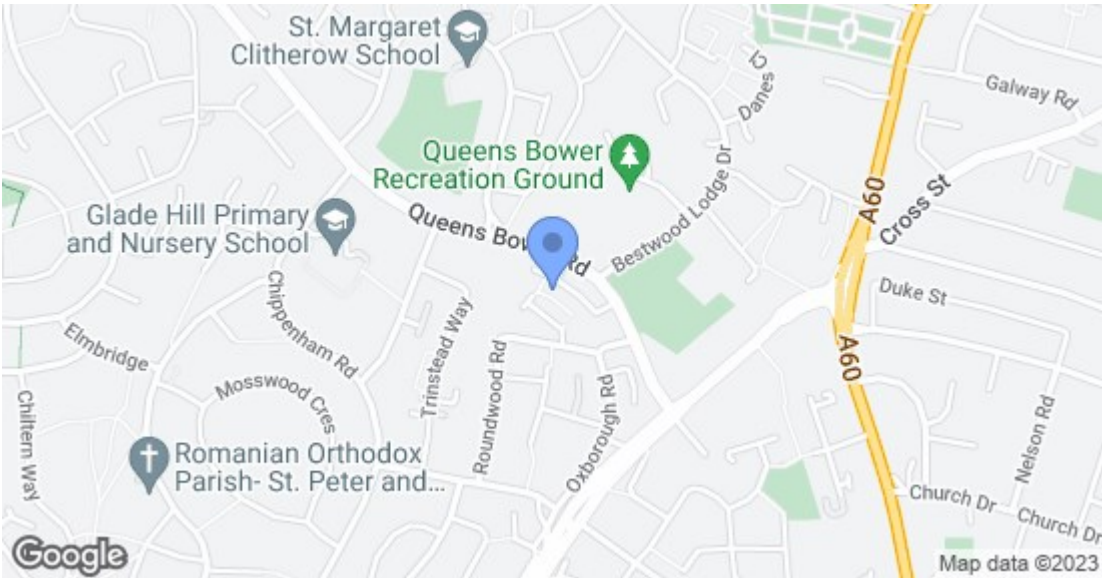 St. Margaret
Clitherow School
Danes Ct
Galway Rd
Queens Bower
Recreation Ground
Bestwood Lodge Dr
A60
Cross St
Glade Hill Primary
and Nursery School
Queens Bower Rd
Duke St
Chippenham Rd
Elmbridge
Trinstead Way
Roundwood Rd
A60
Mosswood Cres
Oxborough Rd
Chiltern Way
Nelson Rd
Romanian Orthodox
Parish- St. Peter and...
Church Dr
Church Dr
Google
Map data ©2023